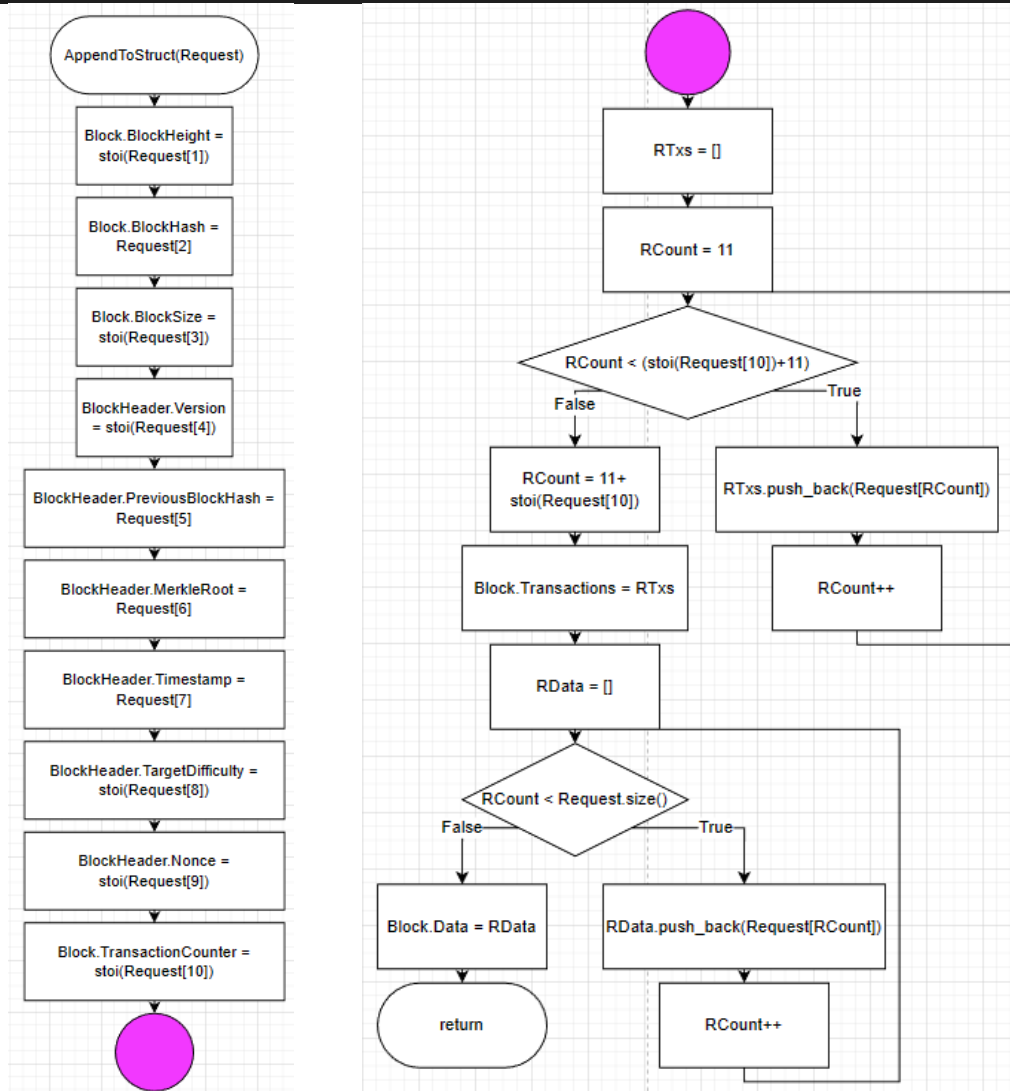 AppendToStruct(Request)
Block.BlockHeight =
stoi(Request[1])
Block.BlockHash =
Request[2]
Block.BlockSize =
stoi(Request[3])
BlockHeader.Version
= stoi(Request[4])
BlockHeader.PreviousBlockHash =
Request[5]
BlockHeader.MerkleRoot =
Request[6]
BlockHeader.Timestamp =
Request[7]
BlockHeader.TargetDifficulty =
stoi(Request[8])
BlockHeader.Nonce =
stoi(Request[9])
Block.TransactionCounter =
stoi(Request[10])
RTxs = []
RCount = 11
RCount < (stoi(Request[10])+11)
False
True
RCount = 11+
stoi(Request[10])
RTxs.push_back(Request[RCount])
Block.Transactions = RTxs
RCount++
RData = []
RCount < Request.size()
False
True
Block.Data = RData
RData.push_back(Request[RCount])
return
RCount++